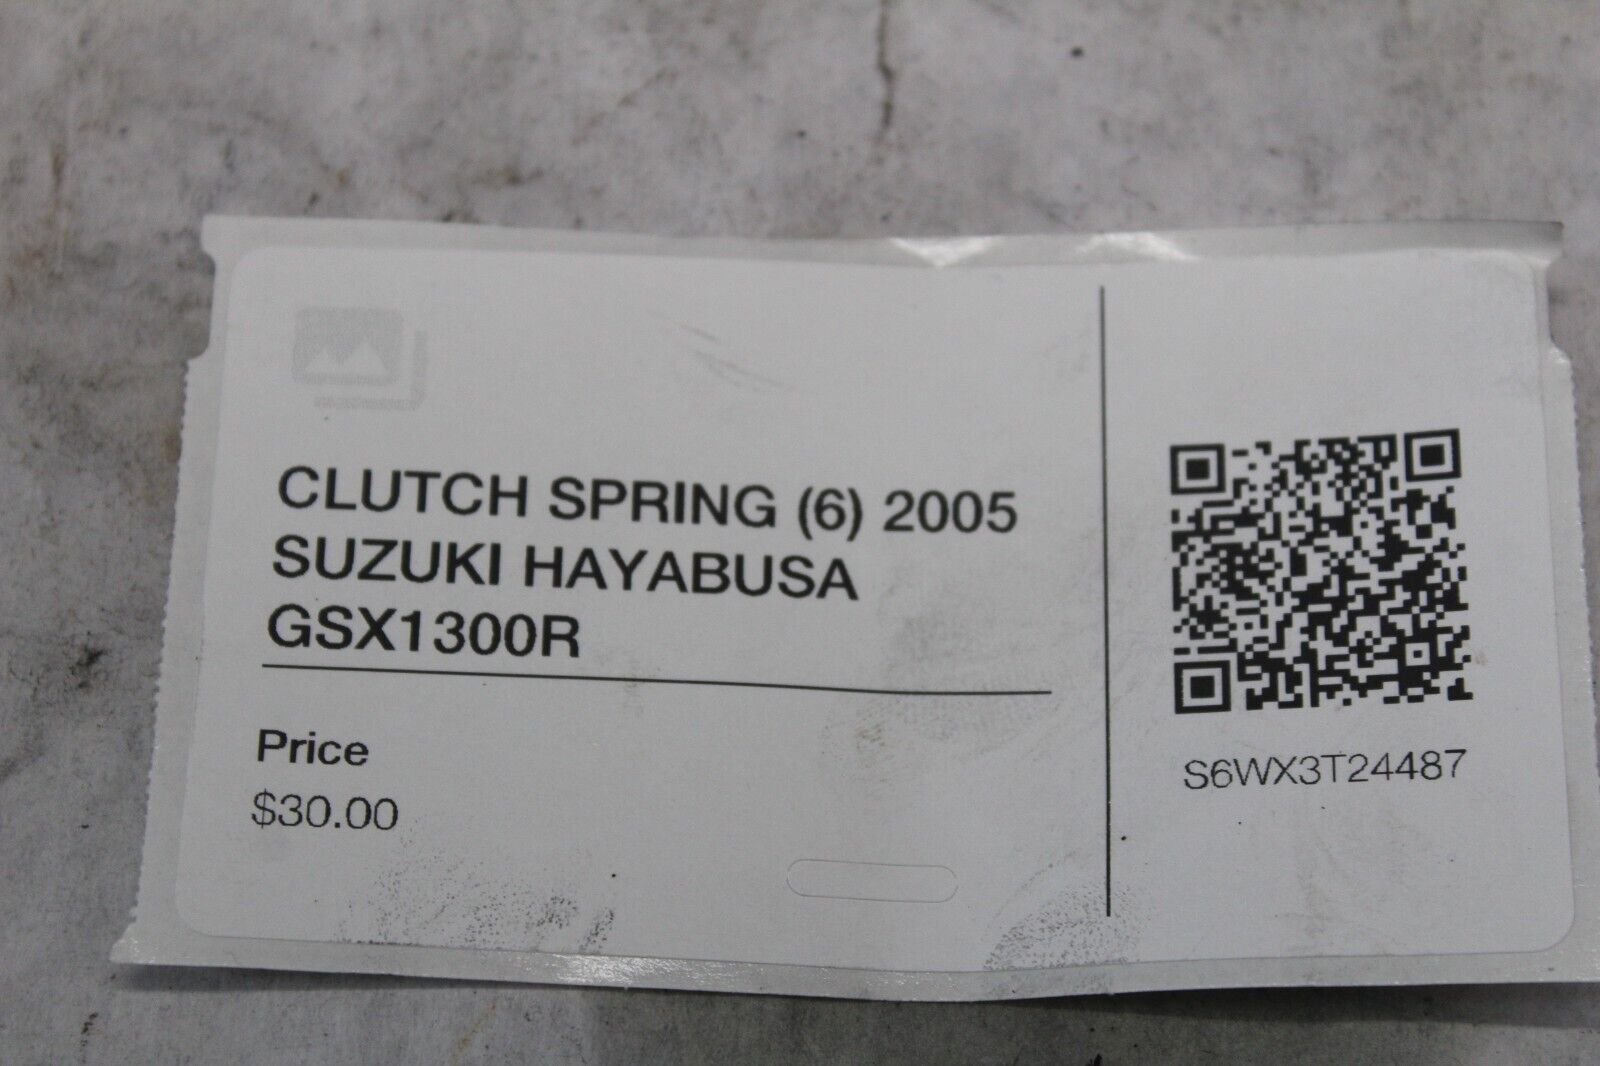 CLUTCH SPRING (6) 2005
SUZUKI HAYABUSA
GSX1300R
Price
$30.00
S6WX3T24487